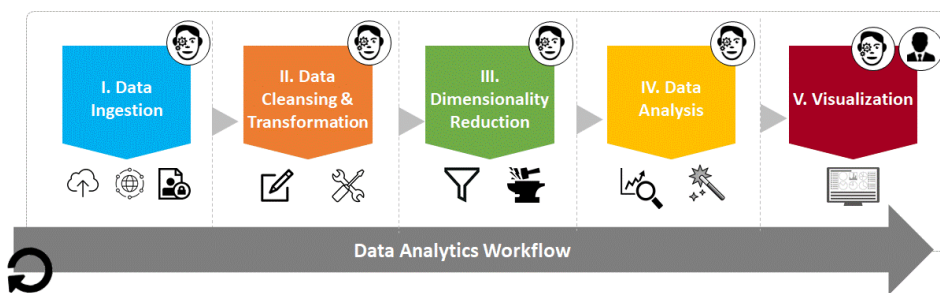 I. Data
Ingestion
II. Data
Cleansing &
Transformation
III.
Dimensionality
Reduction
IV. Data
Analysis
V. Visualization
Data Analytics Workflow